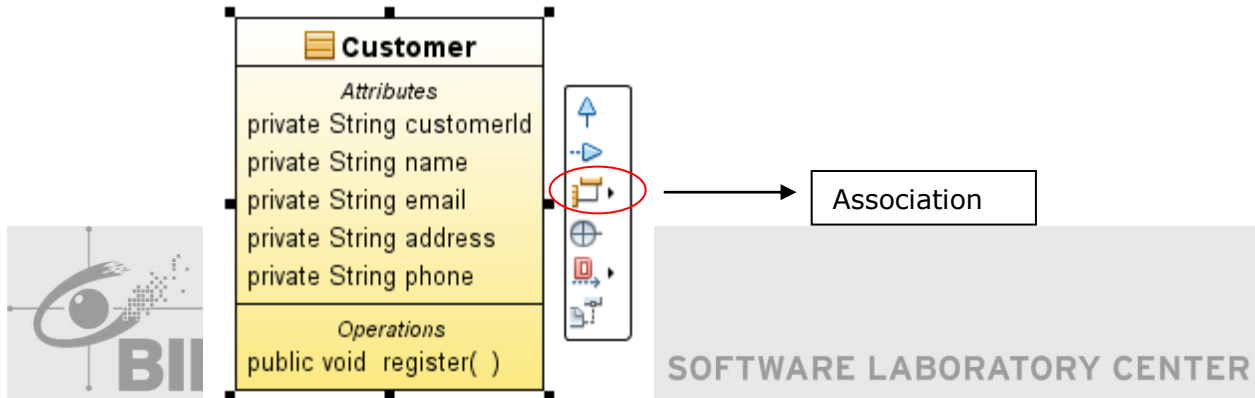 Customer
Attributes
private String customerId
private String name
private String email
private String address
private String phone
Operations
public void register( )
Association
SOFTWARE LABORATORY CENTER